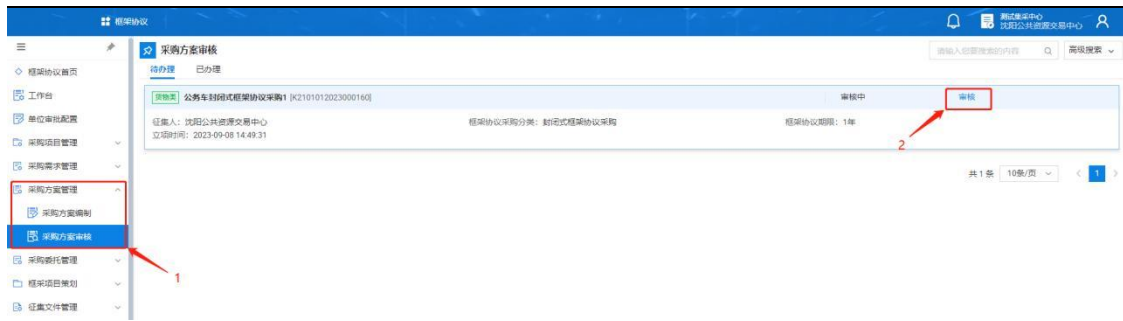 框架协议
测试集采中心
沈阳公共资源交易中心
框架协议首页
工作台
单位审批配置
采购项目管理
采购需求管理
采购方案管理
采购方案编制
采购方案审核
采购委托管理
框采项目策划
征集文件管理
1
采购方案审核
请输入您要搜索的内容
高级搜索
待办理 已办理
货物类 公务车封闭式框架协议采购1 [K2101012023000160] 审核中 审核
征集人：沈阳公共资源交易中心 框架协议采购分类：封闭式框架协议采购 框架协议期限：1年
立项时间：2023-09-08 14:49:31
2
共 1 条 10条/页 < 1 >